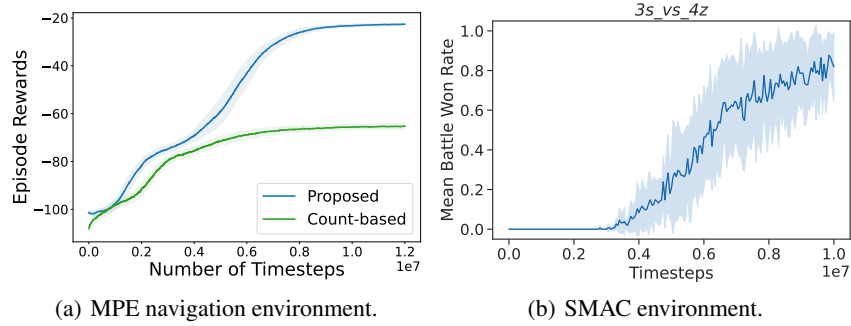 3s_vs_4z
−20
−40
−60
−80
−100
Episode Rewards
Proposed
Count-based
0.0 0.2 0.4 0.6 0.8 1.0 1.2
1e7
Number of Timesteps
1.0
0.8
0.6
0.4
0.2
0.0
Mean Battle Won Rate
0.0 0.2 0.4 0.6 0.8 1.0
1e7
Timesteps
(a) MPE navigation environment.
(b) SMAC environment.